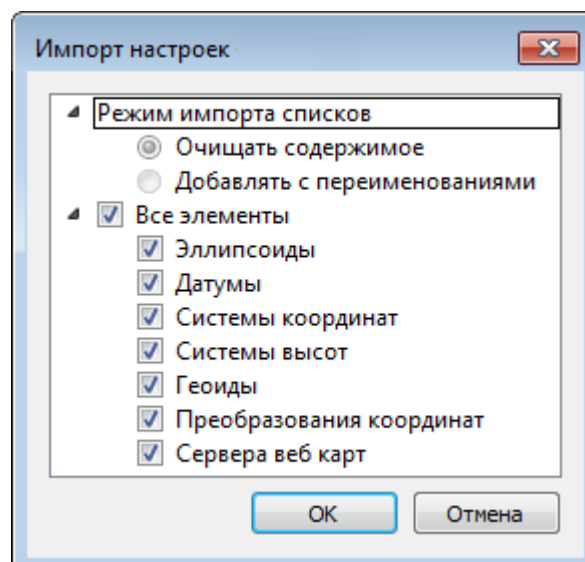 Импорт настроек
Режим импорта списков
Очищать содержимое
Добавлять с переименованиями
Все элементы
Эллипсоиды
Датумы
Системы координат
Системы высот
Геоиды
Преобразования координат
Сервера веб карт
OK Отмена